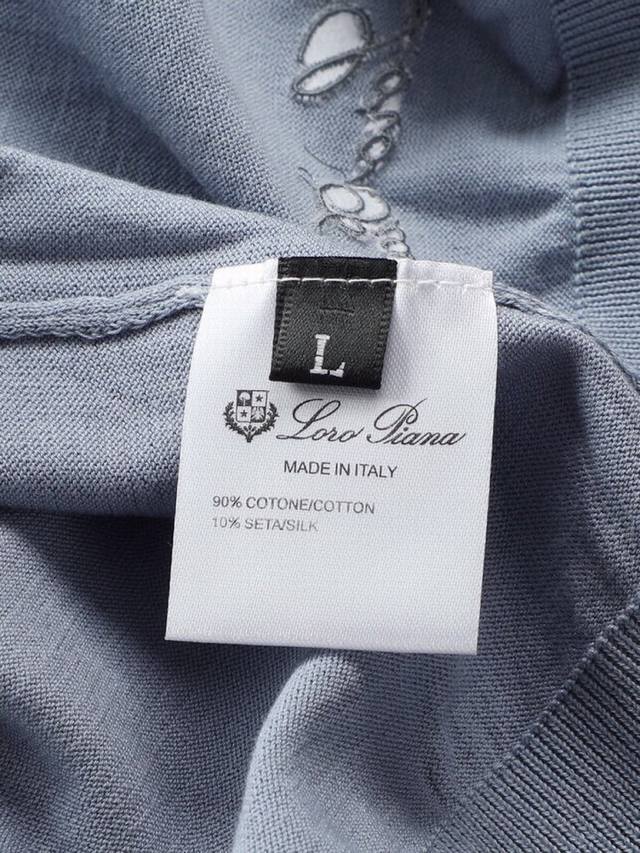 L
Loro Piana
MADE IN ITALY
90% COTONE/COTTON
10% SETA/SILK